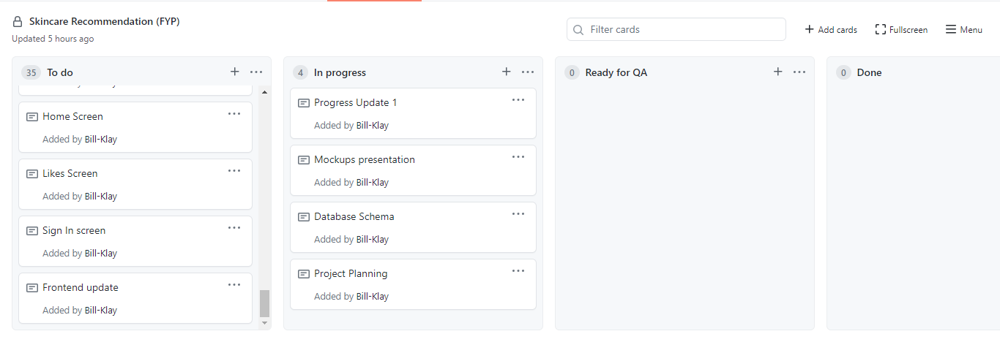 Skincare Recommendation (FYP)
Updated 5 hours ago
Filter cards
Add cards
Fullscreen
Menu
35 To do
Home Screen
Added by Bill-Klay
Likes Screen
Added by Bill-Klay
Sign In screen
Added by Bill-Klay
Frontend update
Added by Bill-Klay
4 In progress
Progress Update 1
Added by Bill-Klay
Mockups presentation
Added by Bill-Klay
Database Schema
Added by Bill-Klay
Project Planning
Added by Bill-Klay
0 Ready for QA
0 Done